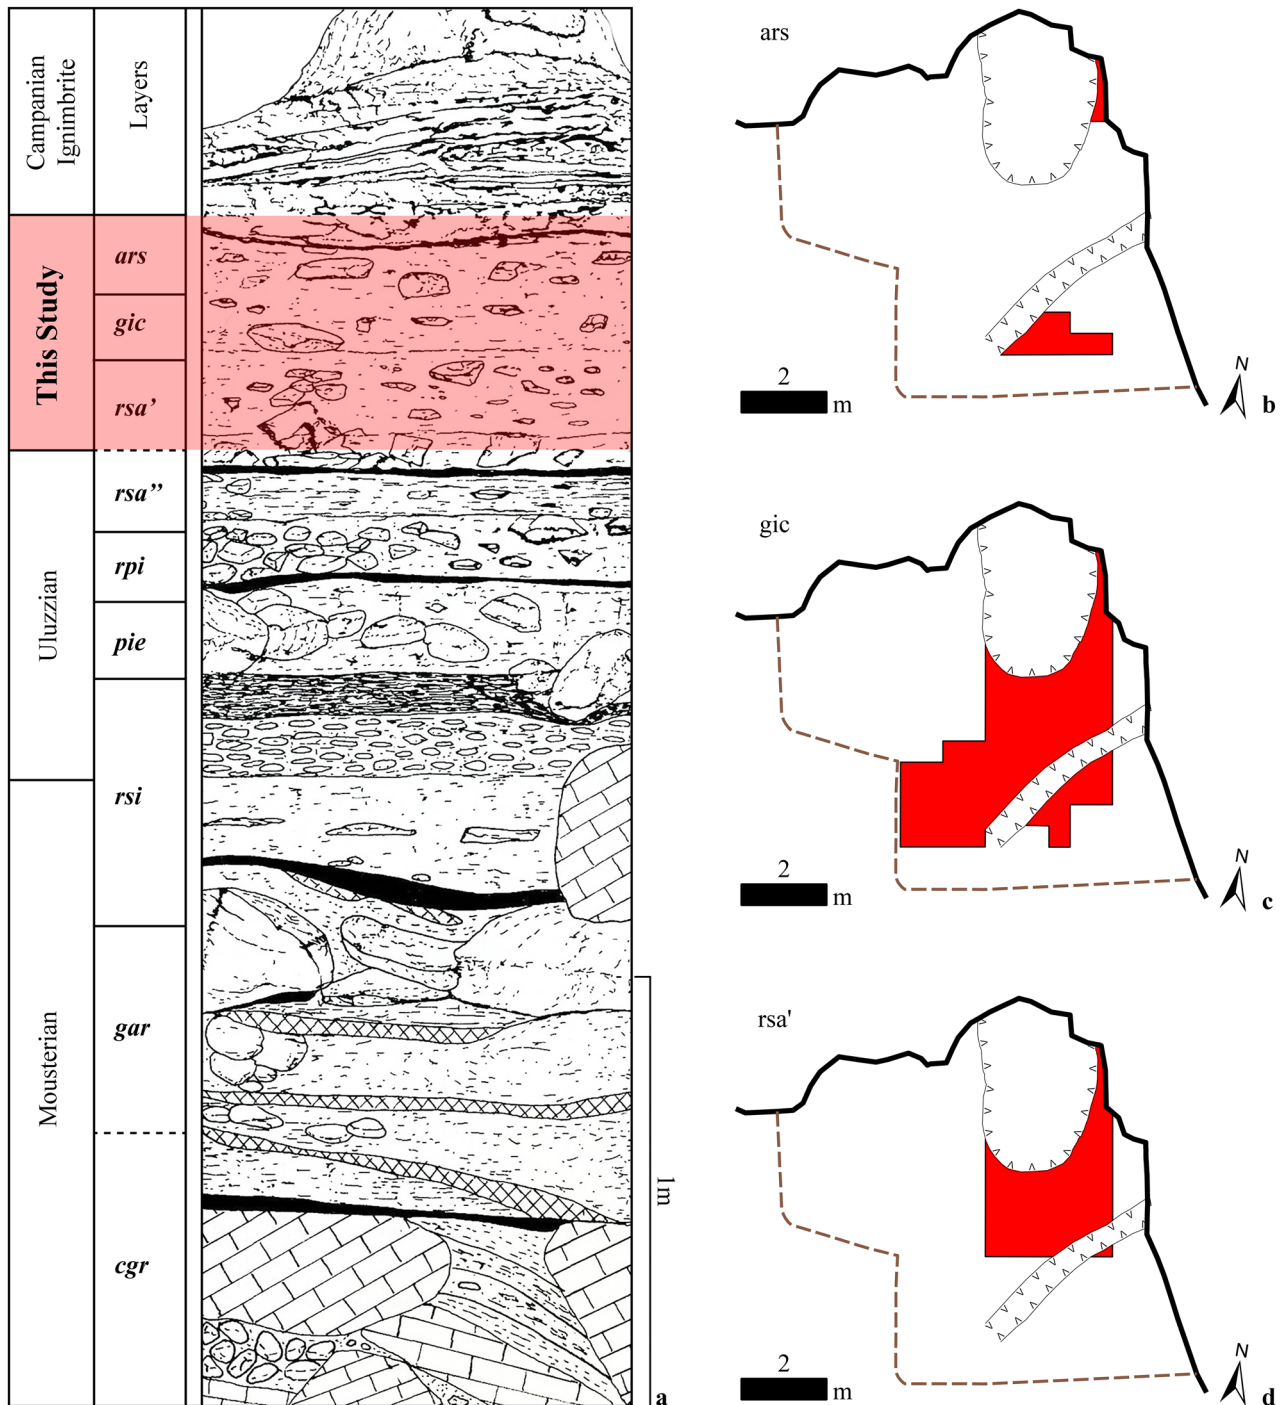 Campanian
Ignimbrite
Layers
This Study
ars
gic
rsa’
Uluzzian
rsa’’
rpi
pie
rsi
Mousterian
gar
cgr
1m
a
ars
2
m
N
b
gic
2
m
N
c
rsa'
2
m
N
d